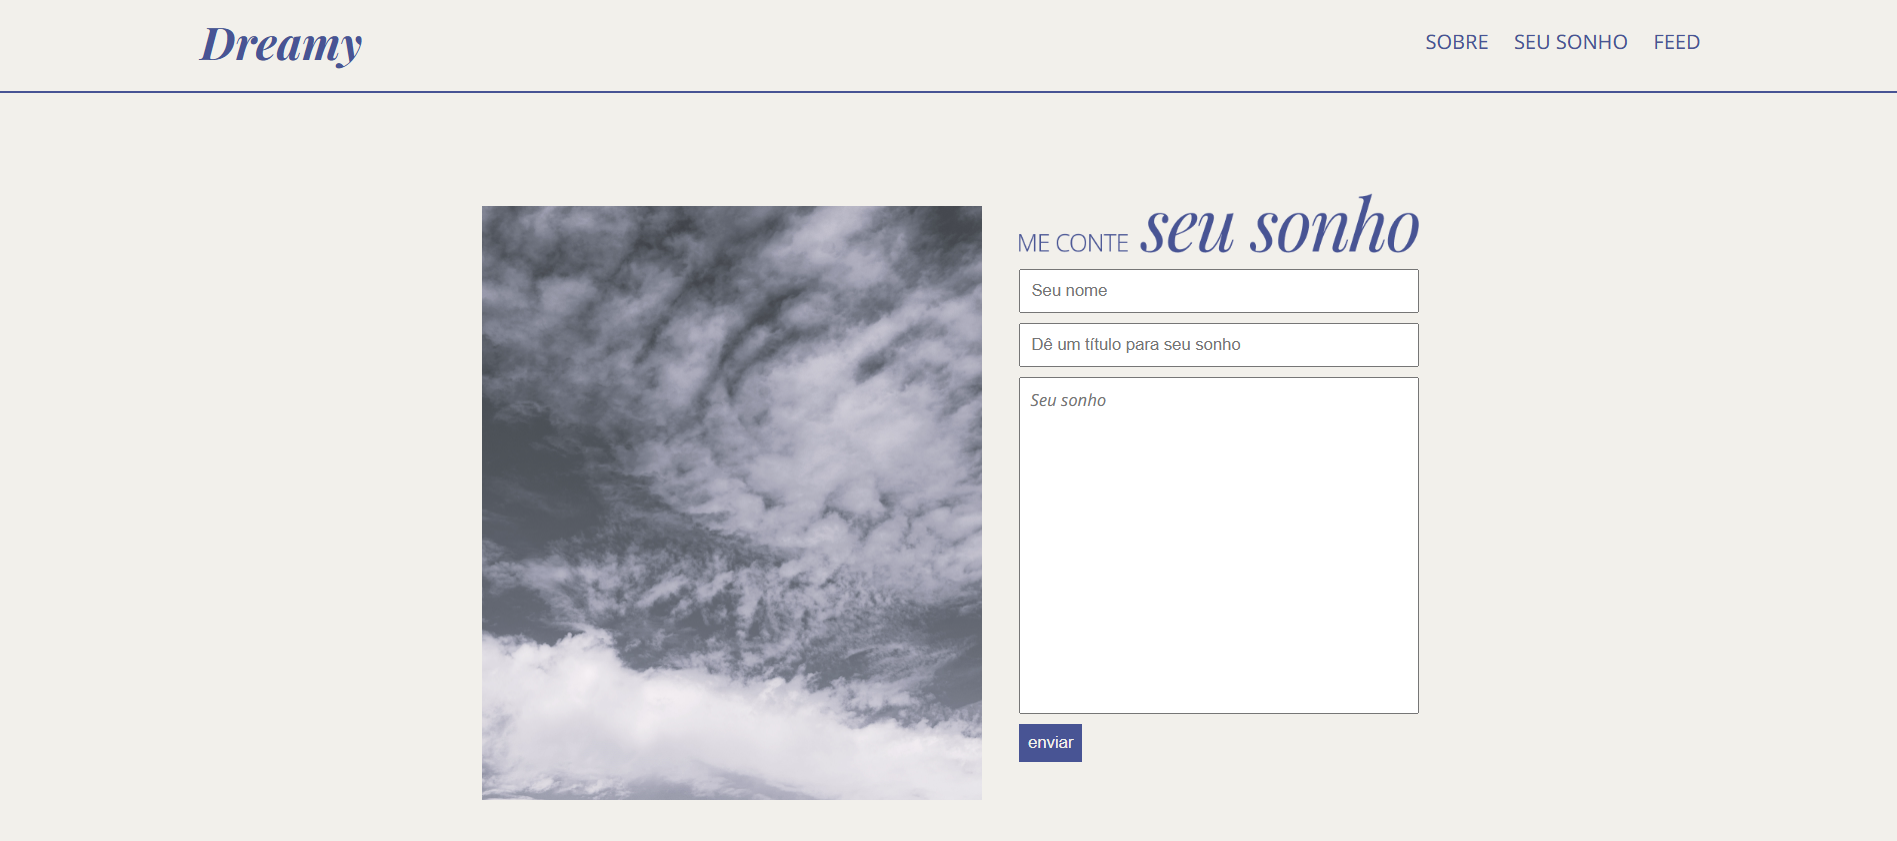 Dreamy
SOBRE SEU SONHO FEED
ME CONTE seu sonho
Seu nome
Dê um título para seu sonho
Seu sonho
enviar